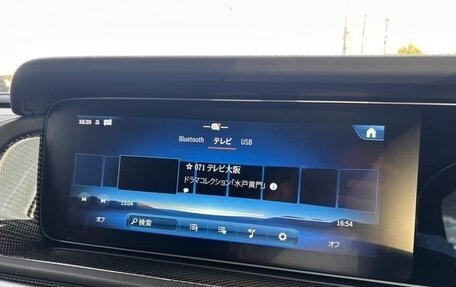 16:20
Bluetooth テレビ USB
☆ 071 テレビ大阪
ドラマコレクション「水戸黄門」
15:04 16:54
オフ 検索 オフ